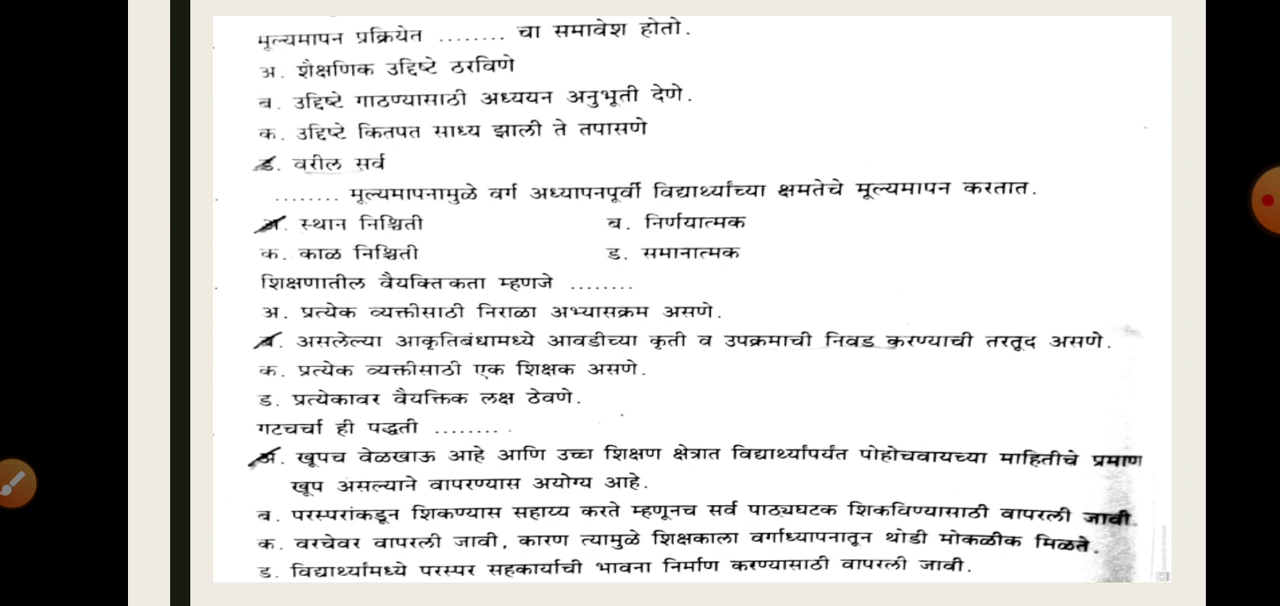 मूल्यमापन प्रक्रियेत ........ चा समावेश होतो.
अ. शैक्षणिक उद्दिष्टे ठरविणे
ब. उद्दिष्टे गाठण्यासाठी अध्ययन अनुभूती देणे.
क. उद्दिष्टे कितपत साध्य झाली ते तपासणे
ड. वरील सर्व
........ मूल्यमापनामुळे वर्ग अध्यापनपूर्वी विद्यार्थ्यांच्या क्षमतेचे मूल्यमापन करतात.
अ. स्थान निश्चिती ब. निर्णयात्मक
क. काळ निश्चिती ड. समानात्मक
शिक्षणातील वैयक्तिकता म्हणजे ........
अ. प्रत्येक व्यक्तीसाठी निराळा अभ्यासक्रम असणे.
ब. असलेल्या आकृतिबंधामध्ये आवडीच्या कृती व उपक्रमाची निवड करण्याची तरतूद असणे.
क. प्रत्येक व्यक्तीसाठी एक शिक्षक असणे.
ड. प्रत्येकावर वैयक्तिक लक्ष ठेवणे.
गटचर्चा ही पद्धती ........
अ. खूपच वेळखाऊ आहे आणि उच्च शिक्षण क्षेत्रात विद्यार्थ्यांपर्यंत पोहोचवायच्या माहितीचे प्रमाण
खूप असल्याने वापरण्यास अयोग्य आहे.
ब. परस्परांकडून शिकण्यास सहाय्य करते म्हणूनच सर्व पाठ्यघटक शिकविण्यासाठी वापरली जावी.
क. वरचेवर वापरली जावी, कारण त्यामुळे शिक्षकाला वर्गाध्यापनातून थोडी मोकळीक मिळते.
ड. विद्यार्थ्यांमध्ये परस्पर सहकार्याची भावना निर्माण करण्यासाठी वापरली जावी.